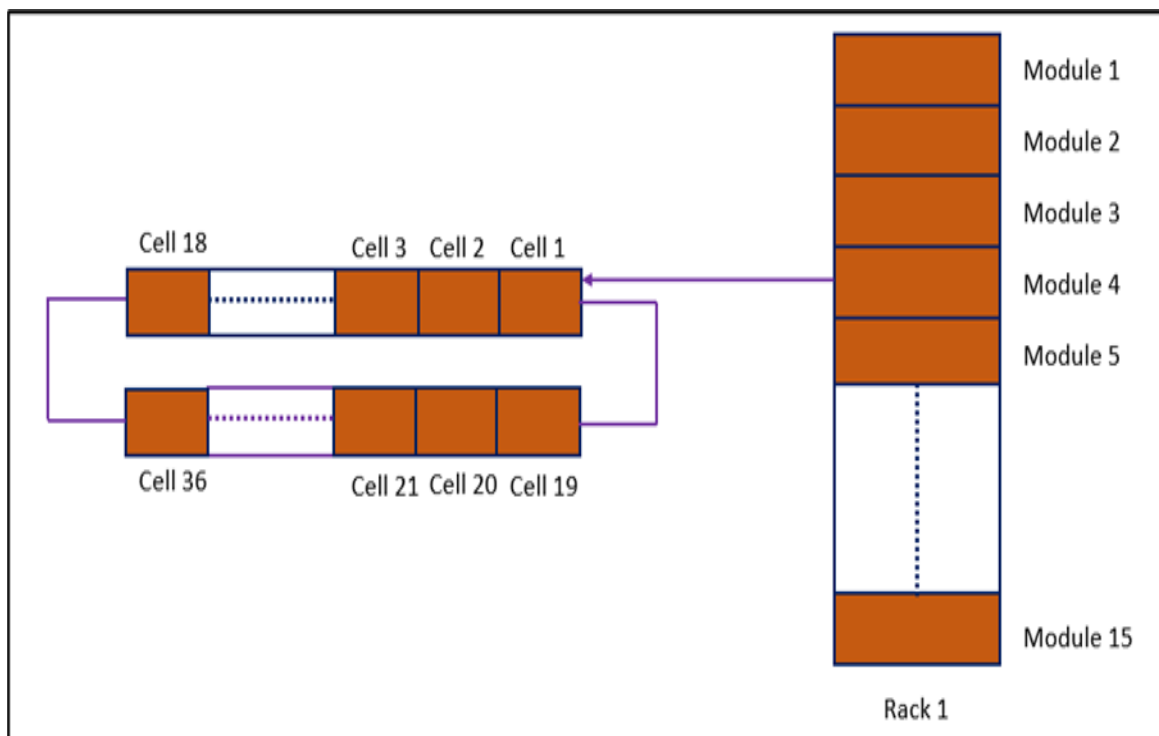 Module 1
Module 2
Module 3
Cell 18
Cell 3
Cell 2
Cell 1
Module 4
Module 5
Cell 36
Cell 21
Cell 20
Cell 19
Module 15
Rack 1